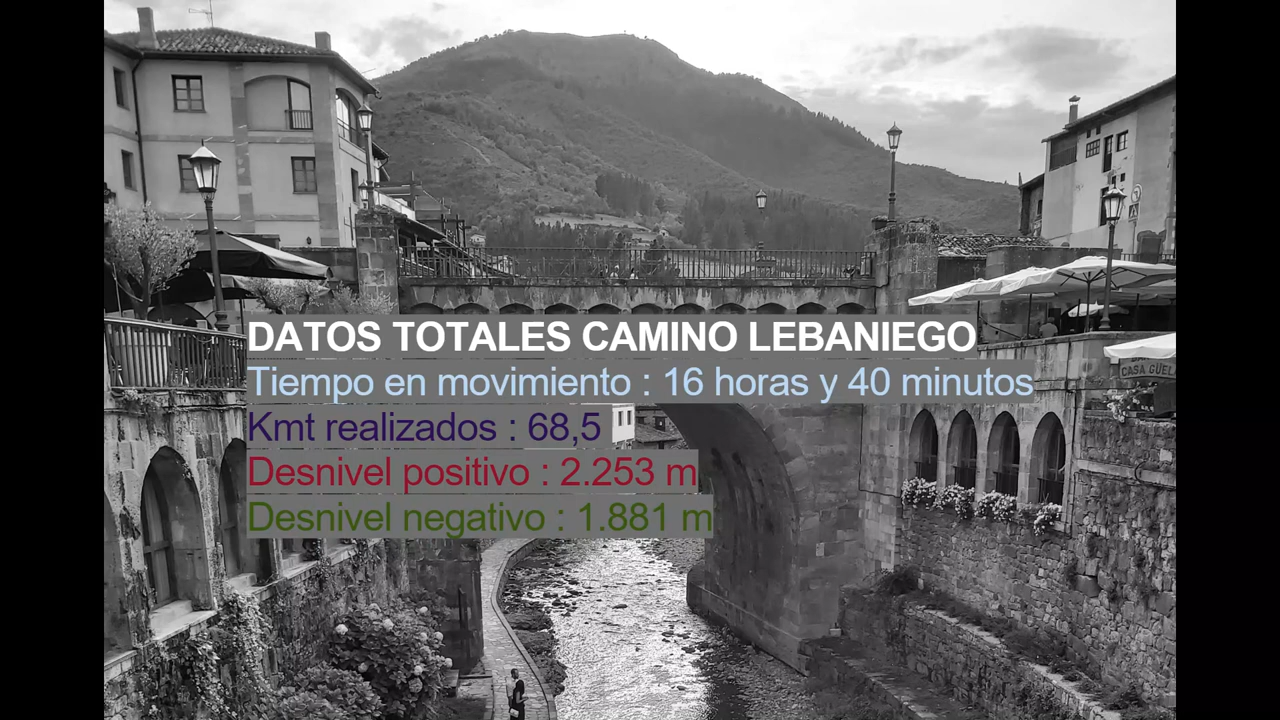 DATOS TOTALES CAMINO LEBANIEGO
Tiempo en movimiento : 16 horas y 40 minutos
CASA GÜEL
Kmt realizados : 68,5
Desnivel positivo : 2.253 m
Desnivel negativo : 1.881 m